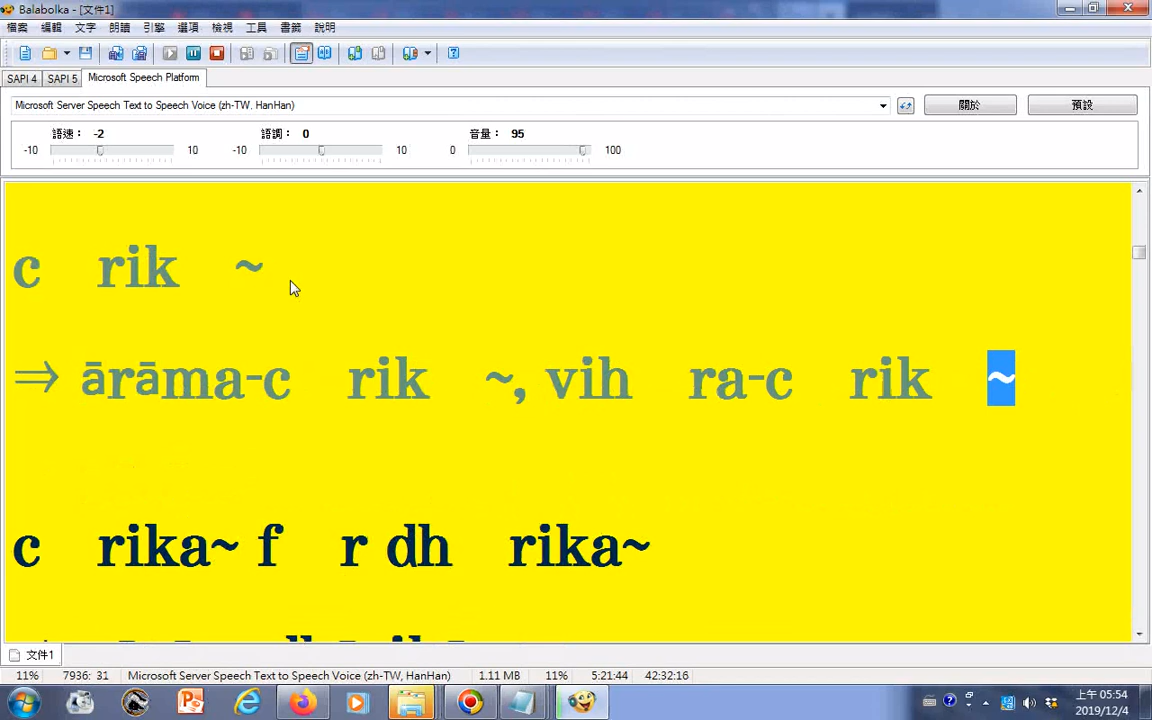 Balabolka - [文件1]
檔案 編輯 文字 朗讀 引擎 選項 檢視 工具 書籤 說明
SAPI 4 SAPI 5 Microsoft Speech Platform
Microsoft Server Speech Text to Speech Voice (zh-TW. HanHan) 關於 預設
語速： -2 語調： 0 音量： 95
-10 10 -10 10 0 100
c rik ~
⇒ ārāma-c rik ~, vih ra-c rik ~
c rika~ f r dh rika~
文件1
11% 7936: 31 Microsoft Server Speech Text to Speech Voice (zh-TW, HanHan) 1.11 MB 11% 5:21:44 42:32:16
上午 05:54
2019/12/4